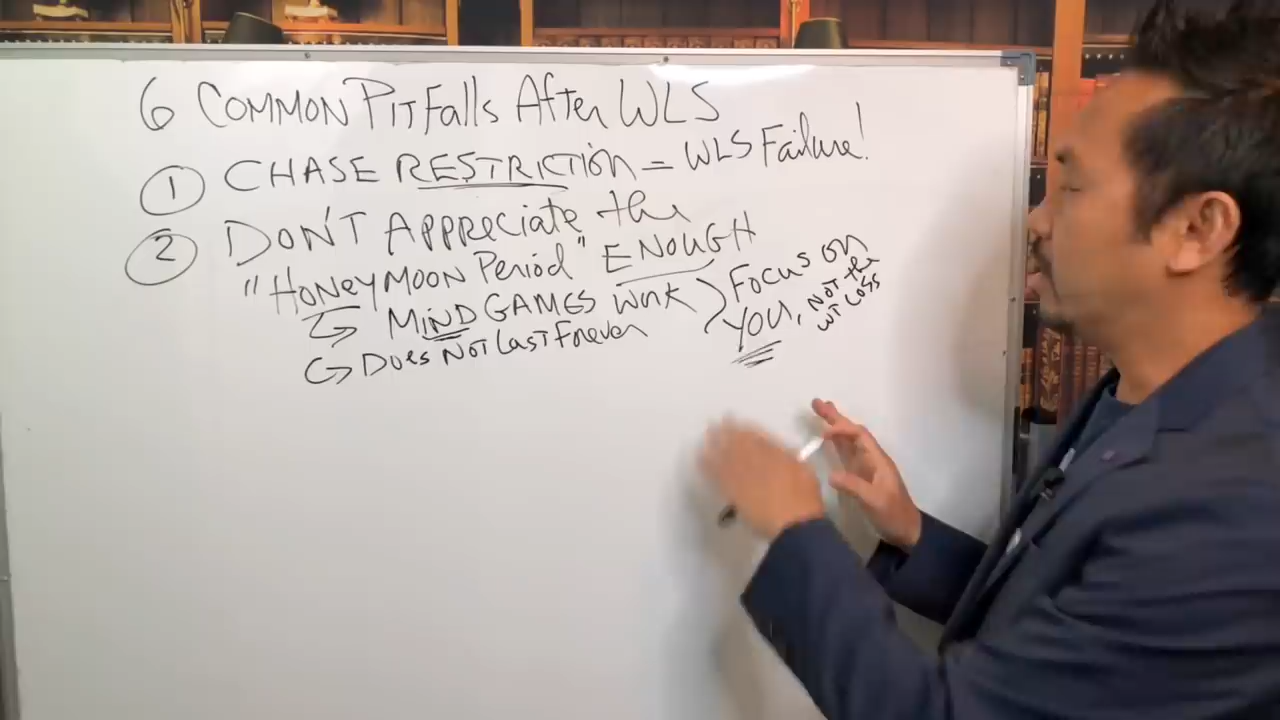 6 COMMON PITFalls After WLS
1 CHASE RESTRICTION = WLS Failure!
2 DON'T APPReciate the
"HONEYMOON Period" ENOUGH
↳ MIND GAMES Work
↳ Does Not Last Forever
Focus on
YOU, NOT the
WT LOSS